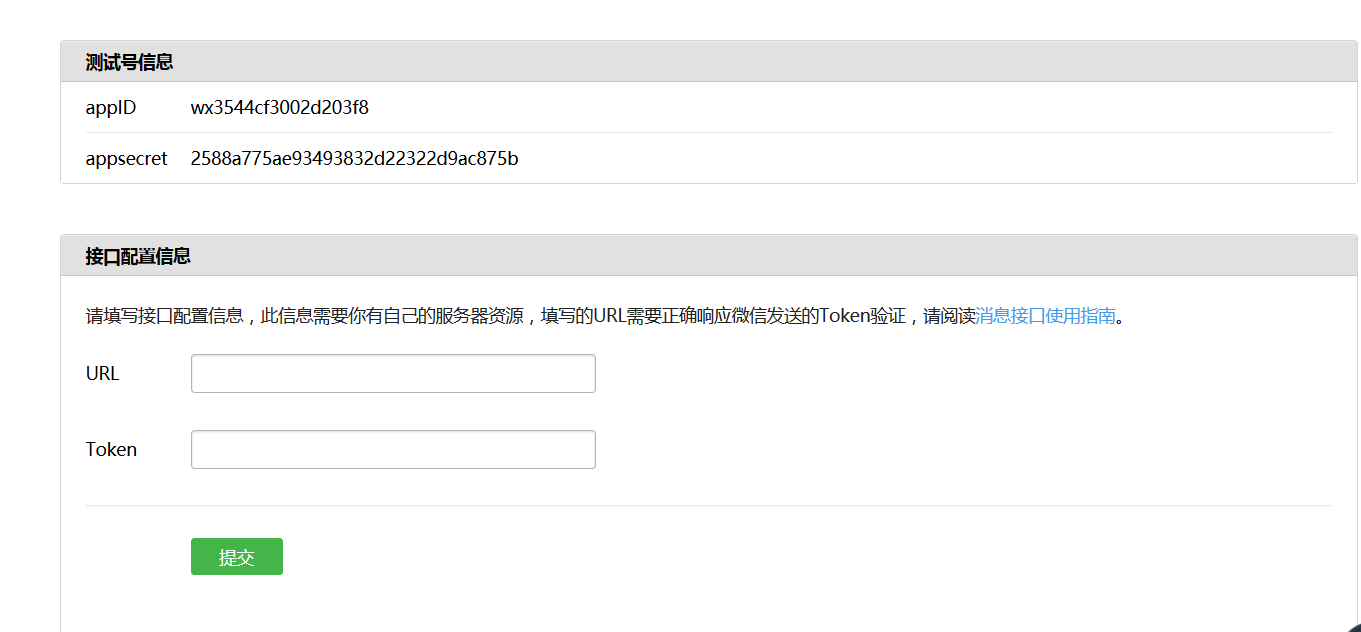 测试号信息
appID wx3544cf3002d203f8
appsecret 2588a775ae93493832d22322d9ac875b
接口配置信息
请填写接口配置信息，此信息需要你有自己的服务器资源，填写的URL需要正确响应微信发送的Token验证，请阅读消息接口使用指南。
URL
Token
提交